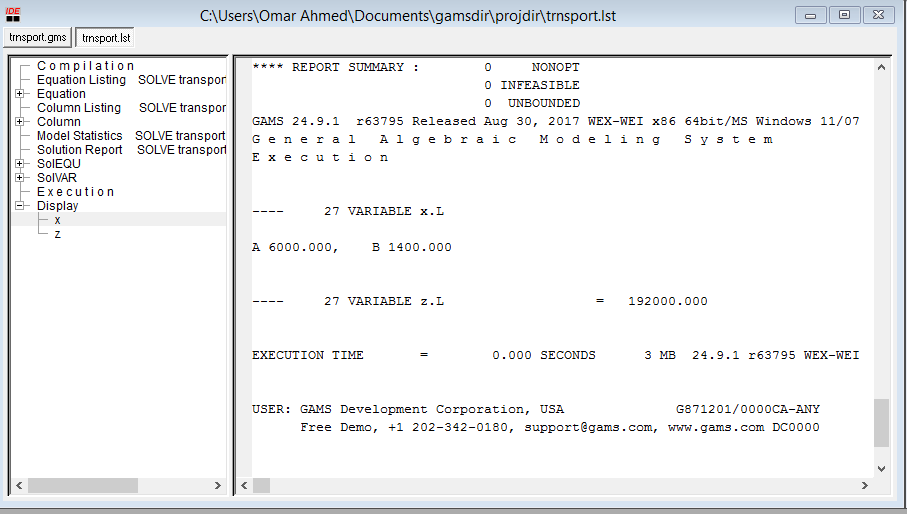 IDE
C:\Users\Omar Ahmed\Documents\gamsdir\projdir\trnsport.lst
trnsport.gms trnsport.lst
C o m p i l a t i o n
Equation Listing SOLVE transpor
Equation
Column Listing SOLVE transpor
Column
Model Statistics SOLVE transport
Solution Report SOLVE transport
SolEQU
SolVAR
E x e c u t i o n
Display
x
z
**** REPORT SUMMARY : 0 NONOPT
0 INFEASIBLE
0 UNBOUNDED
GAMS 24.9.1 r63795 Released Aug 30, 2017 WEX-WEI x86 64bit/MS Windows 11/07
G e n e r a l A l g e b r a i c M o d e l i n g S y s t e m
E x e c u t i o n
---- 27 VARIABLE x.L
A 6000.000, B 1400.000
---- 27 VARIABLE z.L = 192000.000
EXECUTION TIME = 0.000 SECONDS 3 MB 24.9.1 r63795 WEX-WEI
USER: GAMS Development Corporation, USA G871201/0000CA-ANY
Free Demo, +1 202-342-0180, support@gams.com, www.gams.com DC0000